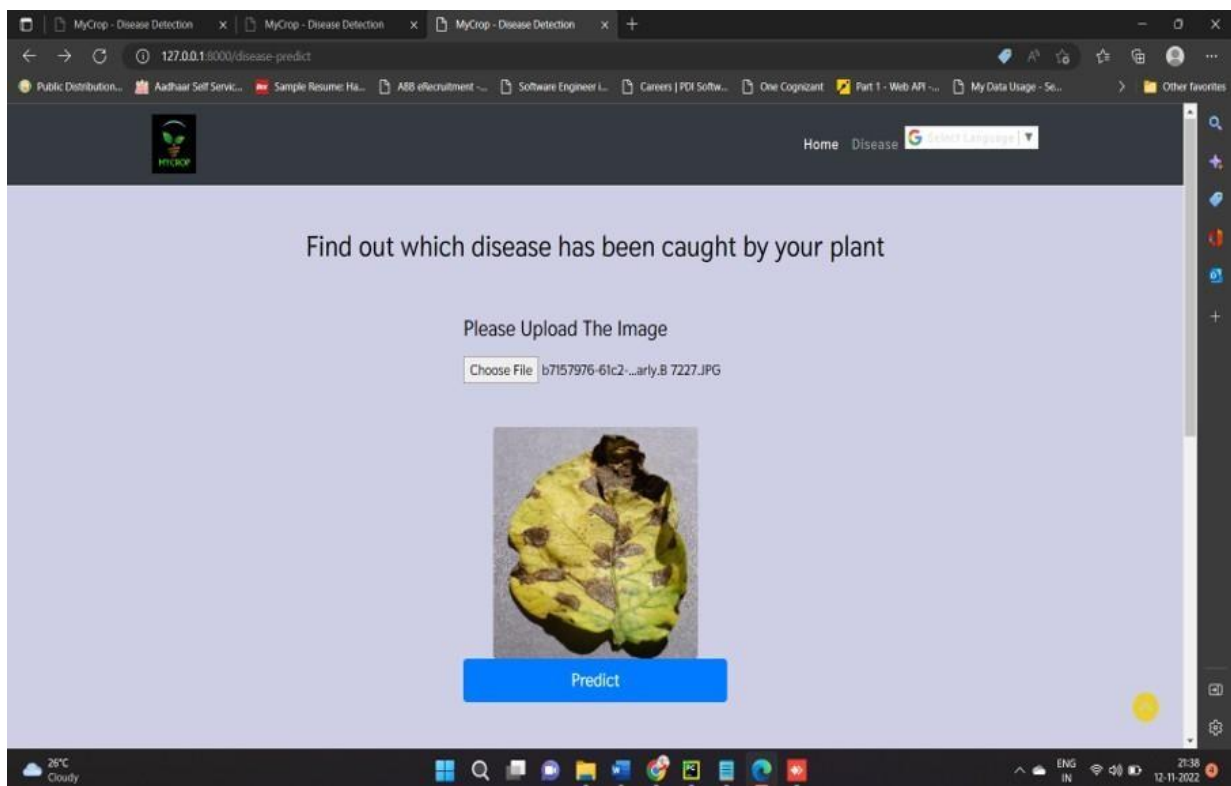 MyCrop - Disease Detection MyCrop - Disease Detection MyCrop - Disease Detection
127.0.0.1:8000/disease-predict
Public Distribution... Aadhaar Self Servic... Sample Resume: Ha... ABB eRecruitment -... Software Engineer i... Careers | PDI Softw... One Cognizant Part 1 - Web API -... My Data Usage - Se... Other favorites
MYCROP
Home Disease Select Language
Find out which disease has been caught by your plant
Please Upload The Image
Choose File b7157976-61c2-...arly.B 7227.JPG
Predict
26°C
Cloudy
ENG
IN
21:38
12-11-2022
4